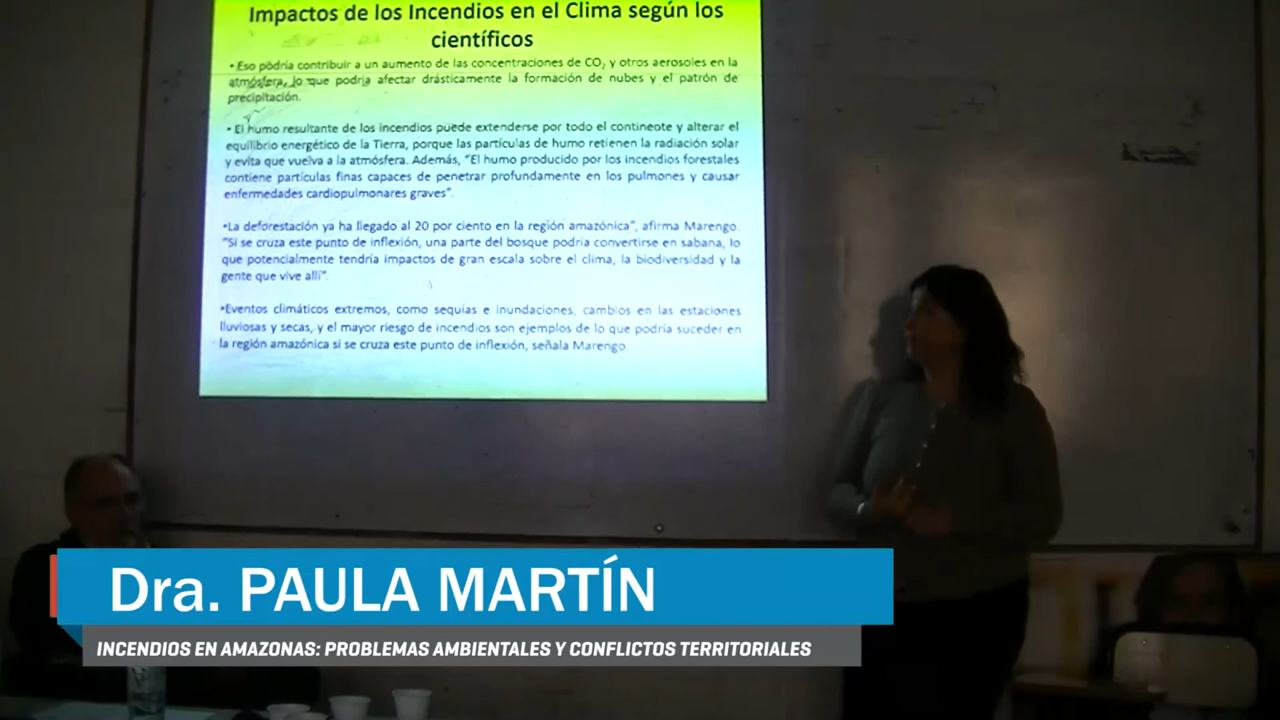 Impactos de los Incendios en el Clima según los
científicos
• Eso podría contribuir a un aumento de las concentraciones de CO₂ y otros aerosoles en la
atmósfera, lo que podría afectar drásticamente la formación de nubes y el patrón de
precipitación.
• El humo resultante de los incendios puede extenderse por todo el contineote y alterar el
equilibrio energético de la Tierra, porque las partículas de humo retienen la radiación solar
y evita que vuelva a la atmósfera. Además, "El humo producido por los incendios forestales
contiene partículas finas capaces de penetrar profundamente en los pulmones y causar
enfermedades cardiopulmonares graves".
•La deforestación ya ha llegado al 20 por ciento en la región amazónica", afirma Marengo.
"Si se cruza este punto de inflexión, una parte del bosque podría convertirse en sabana, lo
que potencialmente tendría impactos de gran escala sobre el clima, la biodiversidad y la
gente que vive allí".
•Eventos climáticos extremos, como sequías e inundaciones, cambios en las estaciones
lluviosas y secas, y el mayor riesgo de incendios son ejemplos de lo que podría suceder en
la región amazónica si se cruza este punto de inflexión, señala Marengo.
Dra. PAULA MARTÍN
INCENDIOS EN AMAZONAS: PROBLEMAS AMBIENTALES Y CONFLICTOS TERRITORIALES